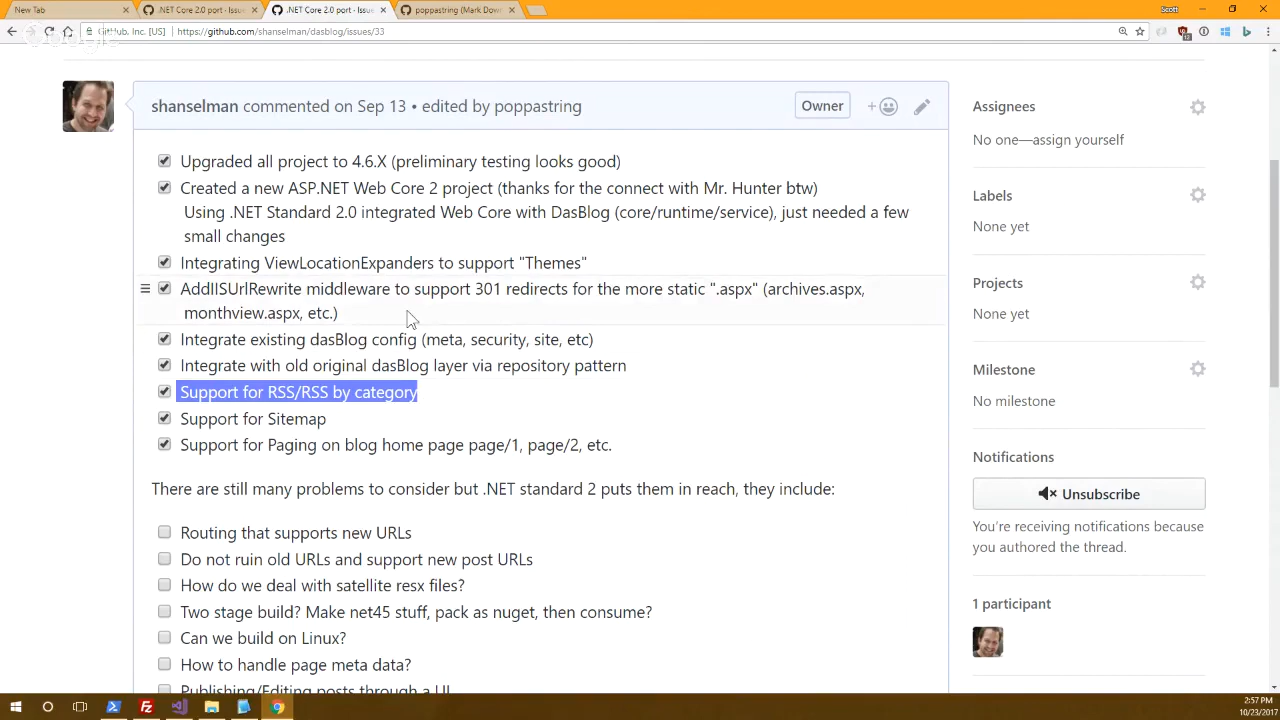 New Tab
.NET Core 2.0 port · Issue
.NET Core 2.0 port · Issue
poppastring (Mark Down
Scott
GitHub, Inc. [US] | https://github.com/shanselman/dasblog/issues/33
Google
shanselman commented on Sep 13 • edited by poppastring
Owner
Upgraded all project to 4.6.X (preliminary testing looks good)
Created a new ASP.NET Web Core 2 project (thanks for the connect with Mr. Hunter btw)
Using .NET Standard 2.0 integrated Web Core with DasBlog (core/runtime/service), just needed a few
small changes
Integrating ViewLocationExpanders to support "Themes"
AddIISUrlRewrite middleware to support 301 redirects for the more static ".aspx" (archives.aspx,
monthview.aspx, etc.)
Integrate existing dasBlog config (meta, security, site, etc)
Integrate with old original dasBlog layer via repository pattern
Support for RSS/RSS by category
Support for Sitemap
Support for Paging on blog home page page/1, page/2, etc.
There are still many problems to consider but .NET standard 2 puts them in reach, they include:
Routing that supports new URLs
Do not ruin old URLs and support new post URLs
How do we deal with satellite resx files?
Two stage build? Make net45 stuff, pack as nuget, then consume?
Can we build on Linux?
How to handle page meta data?
Publishing/Editing posts through a UI
Assignees
No one—assign yourself
Labels
None yet
Projects
None yet
Milestone
No milestone
Notifications
Unsubscribe
You're receiving notifications because
you authored the thread.
1 participant
2:57 PM
10/23/2017